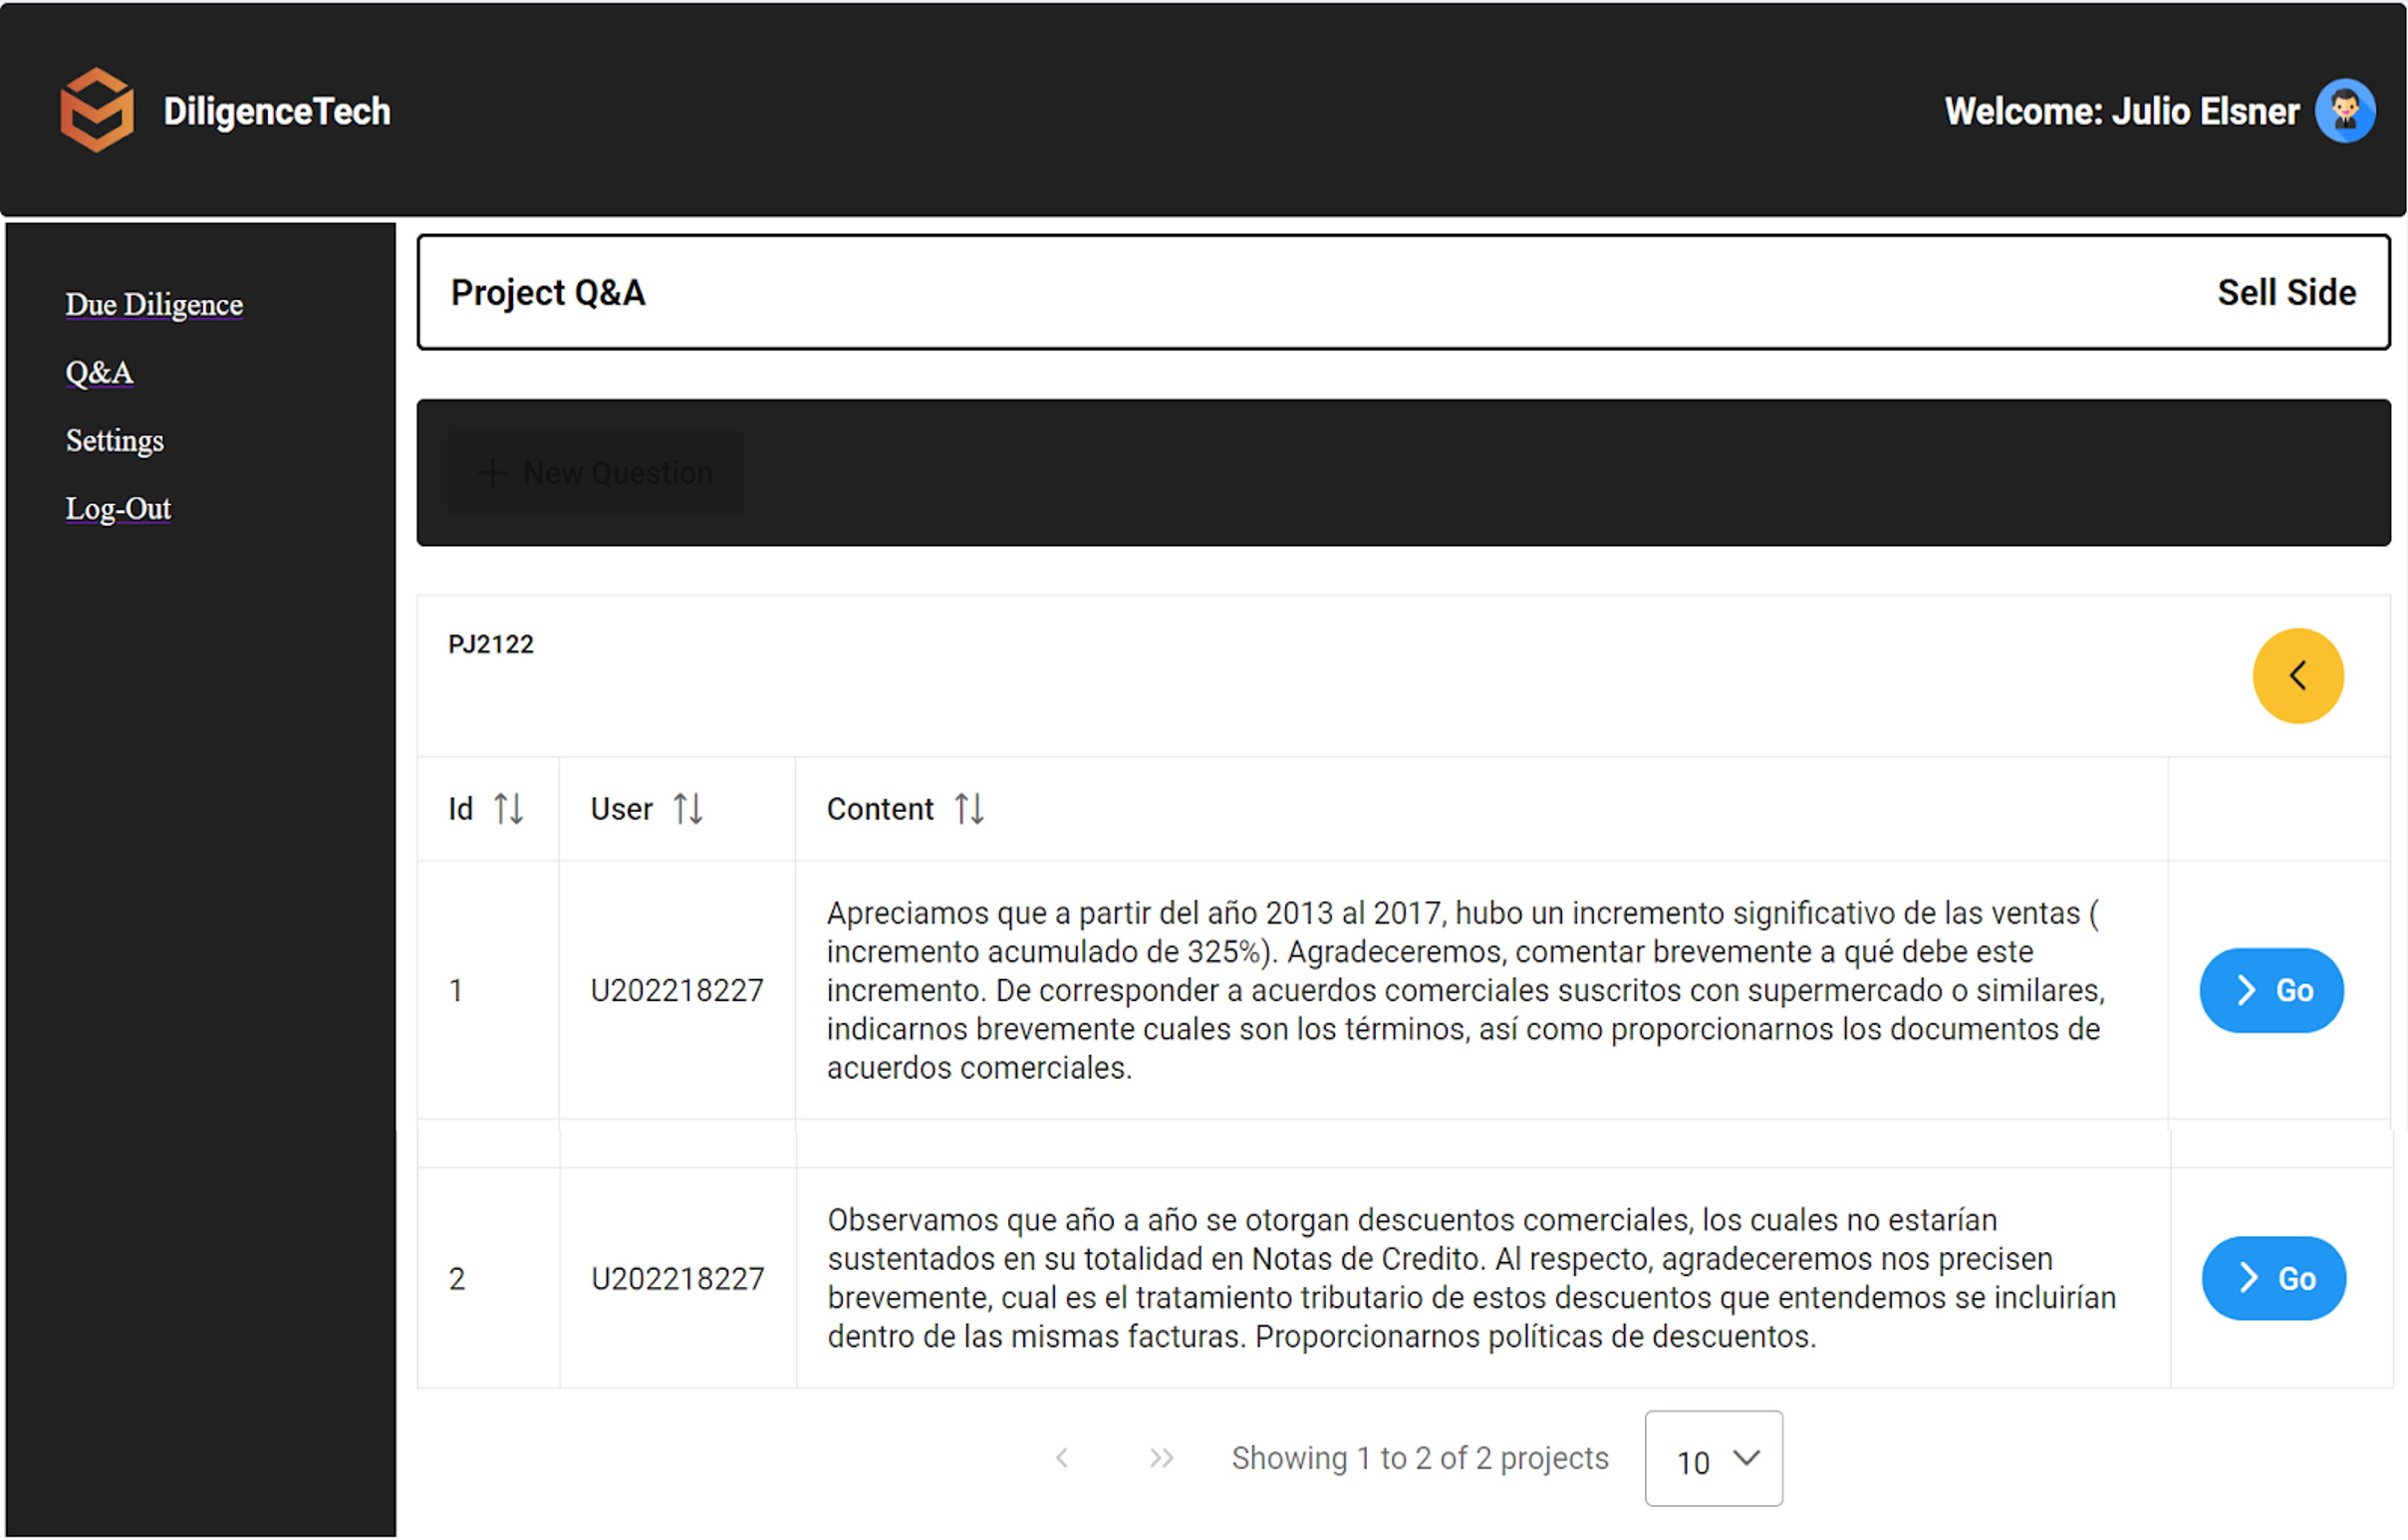 DiligenceTech
Welcome: Julio Elsner
Due Diligence
Q&A
Settings
Log-Out
Project Q&A
Sell Side
+ New Question
PJ2122
Id
User
Content
1
U202218227
Apreciamos que a partir del año 2013 al 2017, hubo un incremento significativo de las ventas (
incremento acumulado de 325%). Agradeceremos, comentar brevemente a qué debe este
incremento. De corresponder a acuerdos comerciales suscritos con supermercado o similares,
indicarnos brevemente cuales son los términos, así como proporcionarnos los documentos de
acuerdos comerciales.
Go
2
U202218227
Observamos que año a año se otorgan descuentos comerciales, los cuales no estarían
sustentados en su totalidad en Notas de Credito. Al respecto, agradeceremos nos precisen
brevemente, cual es el tratamiento tributario de estos descuentos que entendemos se incluirían
dentro de las mismas facturas. Proporcionarnos políticas de descuentos.
Go
Showing 1 to 2 of 2 projects
10